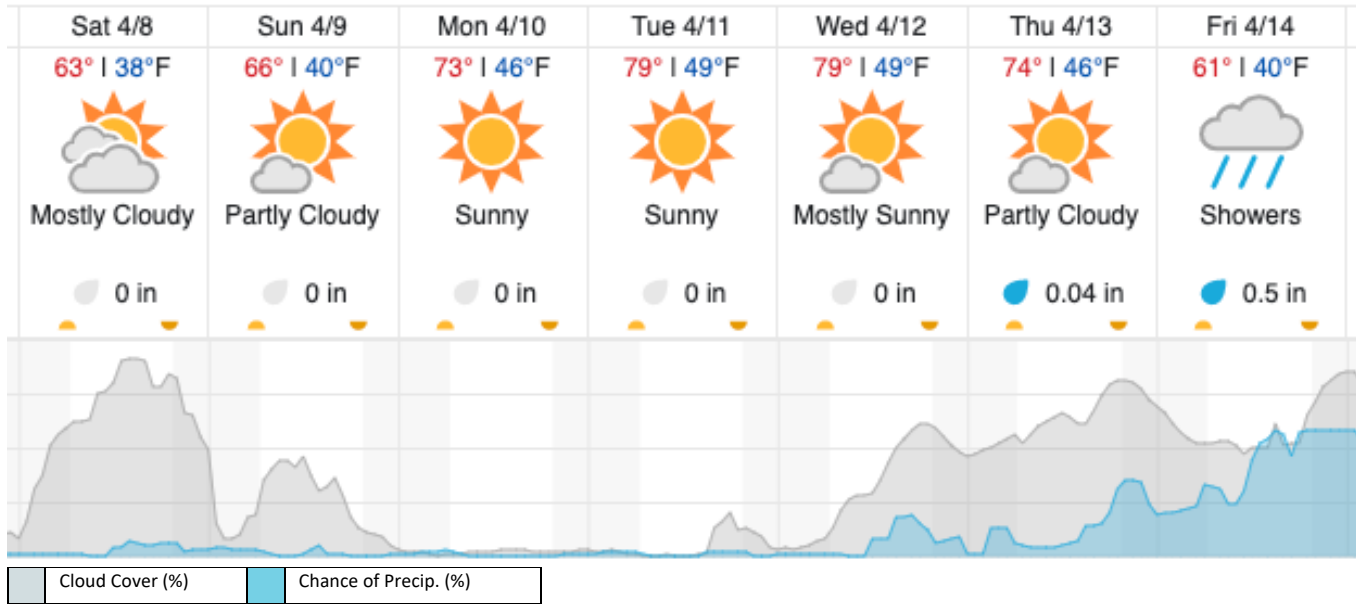 Sat 4/8 Sun 4/9 Mon 4/10 Tue 4/11 Wed 4/12 Thu 4/13 Fri 4/14
63° | 38°F 66° | 40°F 73° | 46°F 79° | 49°F 79° | 49°F 74° | 46°F 61° | 40°F
Mostly Cloudy Partly Cloudy Sunny Sunny Mostly Sunny Partly Cloudy Showers
0 in 0 in 0 in 0 in 0 in 0.04 in 0.5 in
Cloud Cover (%) Chance of Precip. (%)